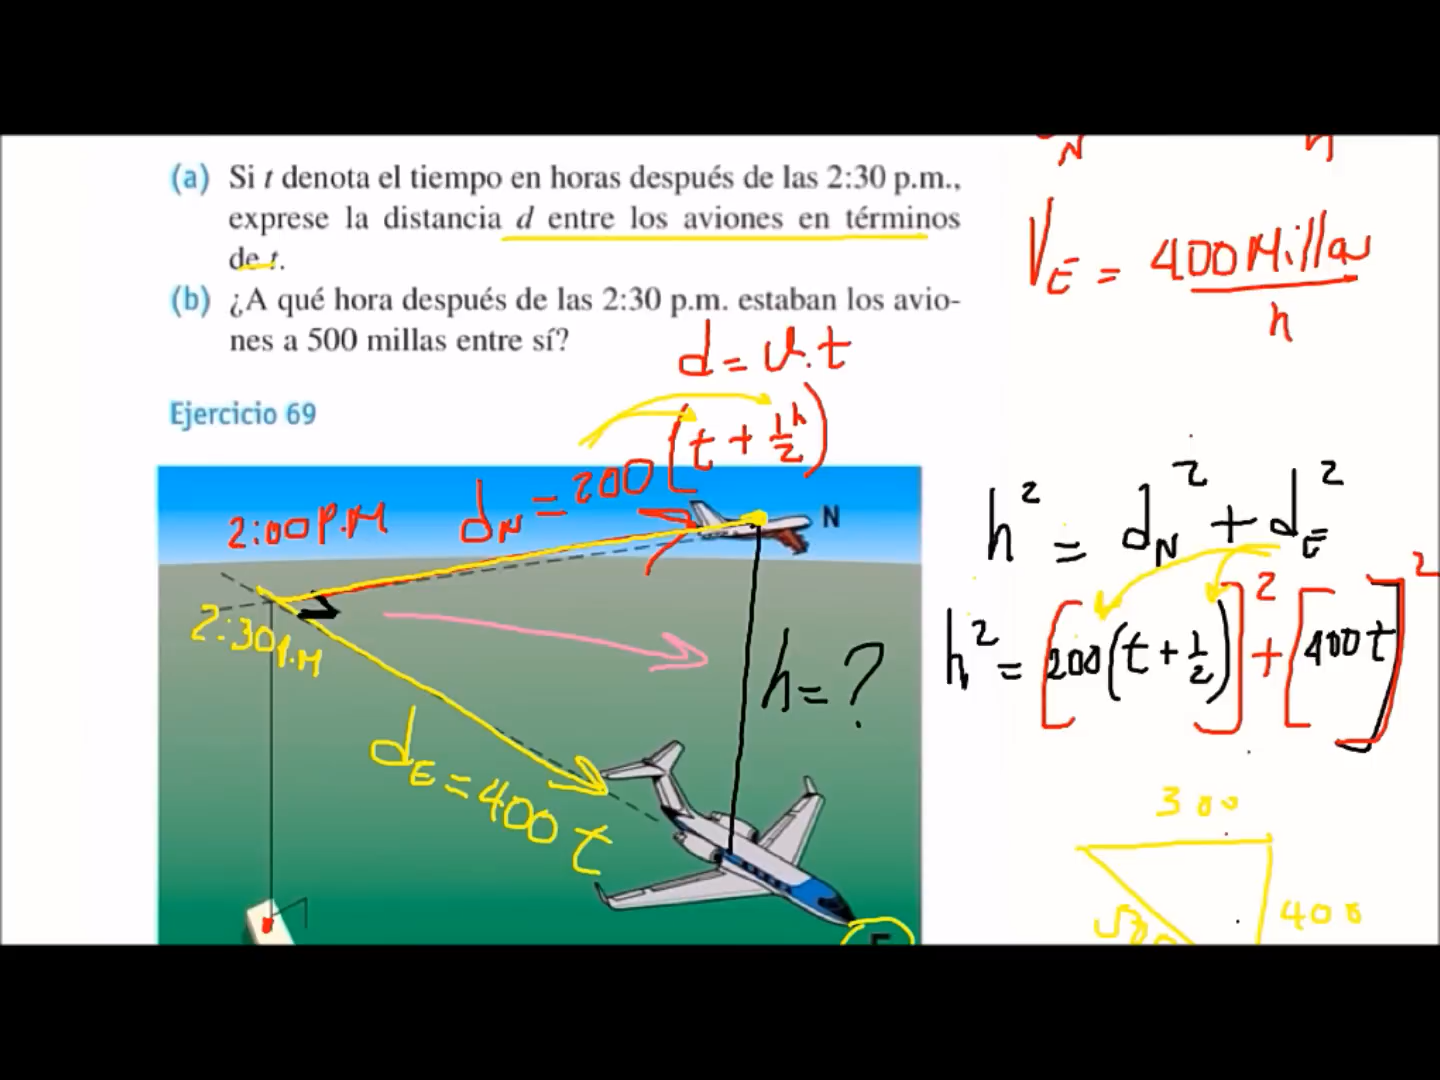 (a) Si t denota el tiempo en horas después de las 2:30 p.m.,
exprese la distancia d entre los aviones en términos
de t.
(b) ¿A qué hora después de las 2:30 p.m. estaban los avio-
nes a 500 millas entre sí?
Ejercicio 69
N
V_E = 400 Millas / h
d = v.t
d_N = 200 (t + 1/2 h)
2:00 P.M
N
2:30 P.M
h = ?
d_E = 400 t
h² = d_N² + d_E²
h² = [200(t + 1/2)]² + [400t]²
300
400
500